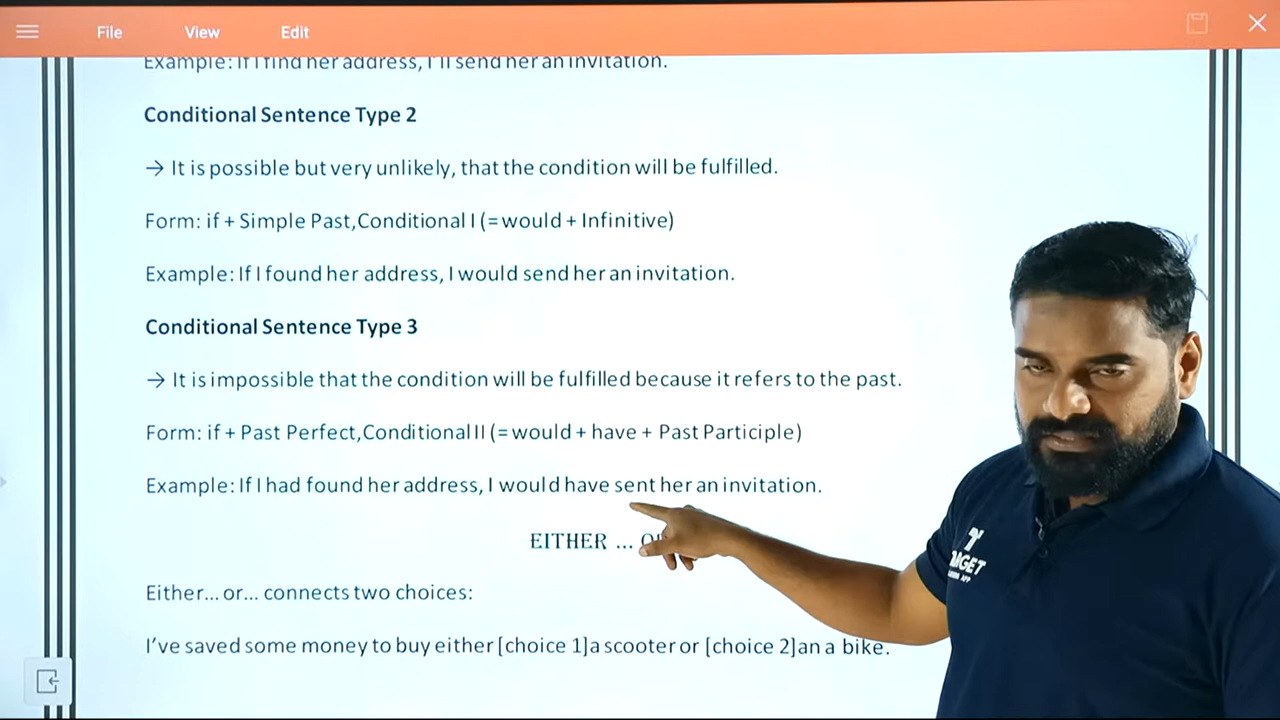 File View Edit
Example: If I find her address, I'll send her an invitation.
Conditional Sentence Type 2
→ It is possible but very unlikely, that the condition will be fulfilled.
Form: if + Simple Past, Conditional I (= would + Infinitive)
Example: If I found her address, I would send her an invitation.
Conditional Sentence Type 3
→ It is impossible that the condition will be fulfilled because it refers to the past.
Form: if + Past Perfect, Conditional II (= would + have + Past Participle)
Example: If I had found her address, I would have sent her an invitation.
EITHER ...
Either... or... connects two choices:
I've saved some money to buy either [choice 1]a scooter or [choice 2]an a bike.